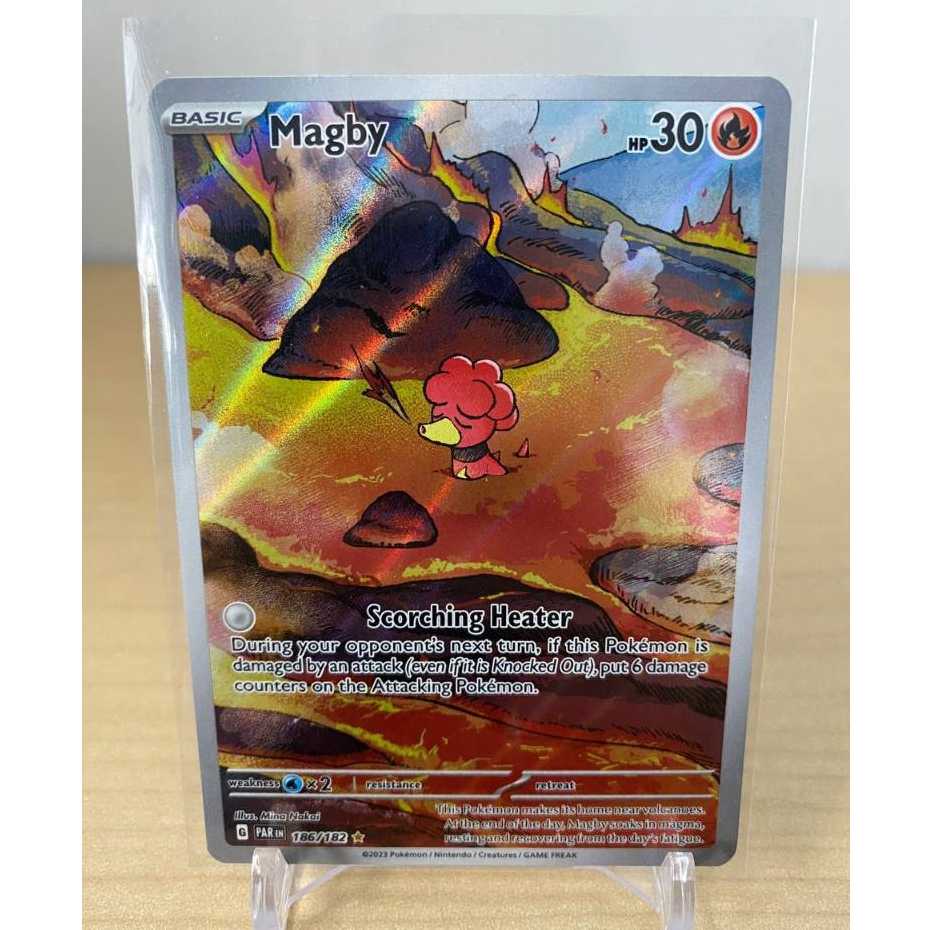 BASIC Magby HP 30
Scorching Heater
During your opponent's next turn, if this Pokémon is
damaged by an attack (even if it is Knocked Out), put 6 damage
counters on the Attacking Pokémon.
weakness ×2 resistance retreat
Illus. Mina Nakai
This Pokémon makes its home near volcanoes.
At the end of the day, Magby soaks in magma,
resting and recovering from the day's fatigue.
G PAR EN 186/182
©2023 Pokémon / Nintendo / Creatures / GAME FREAK